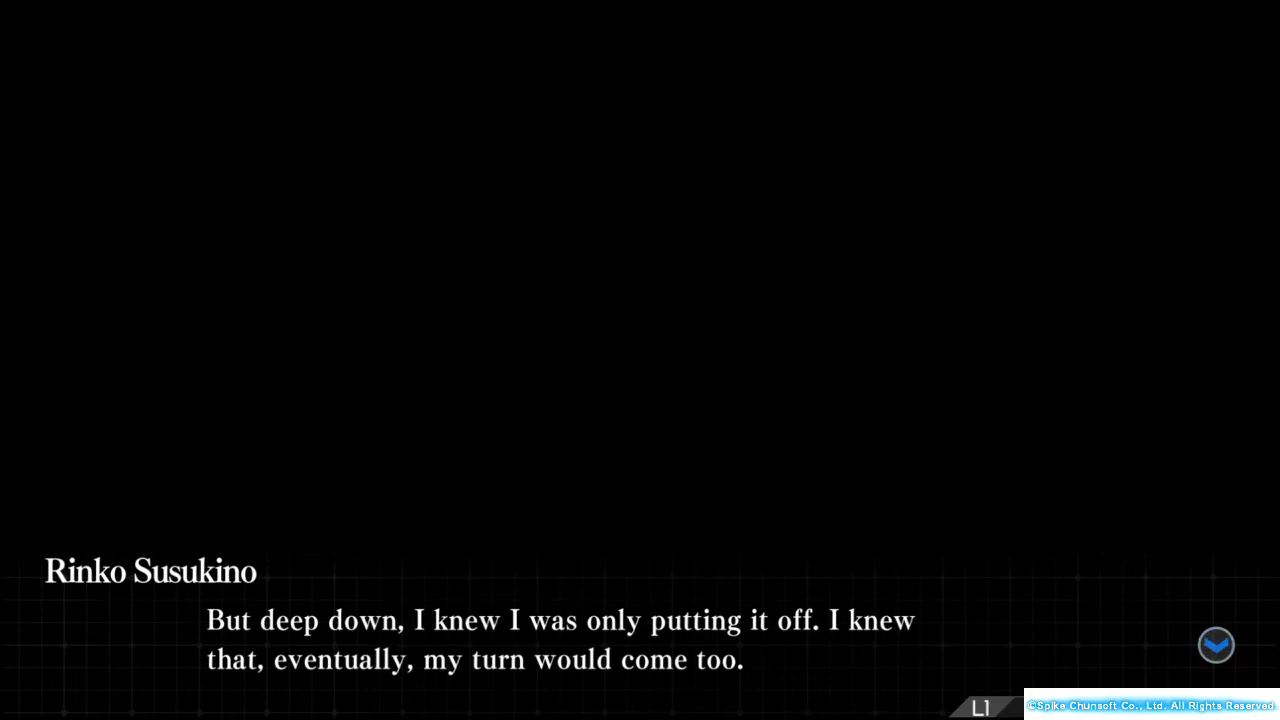 Rinko Susukino
But deep down, I knew I was only putting it off. I knew
that, eventually, my turn would come too.
L1
©Spike Chunsoft Co., Ltd. All Rights Reserved